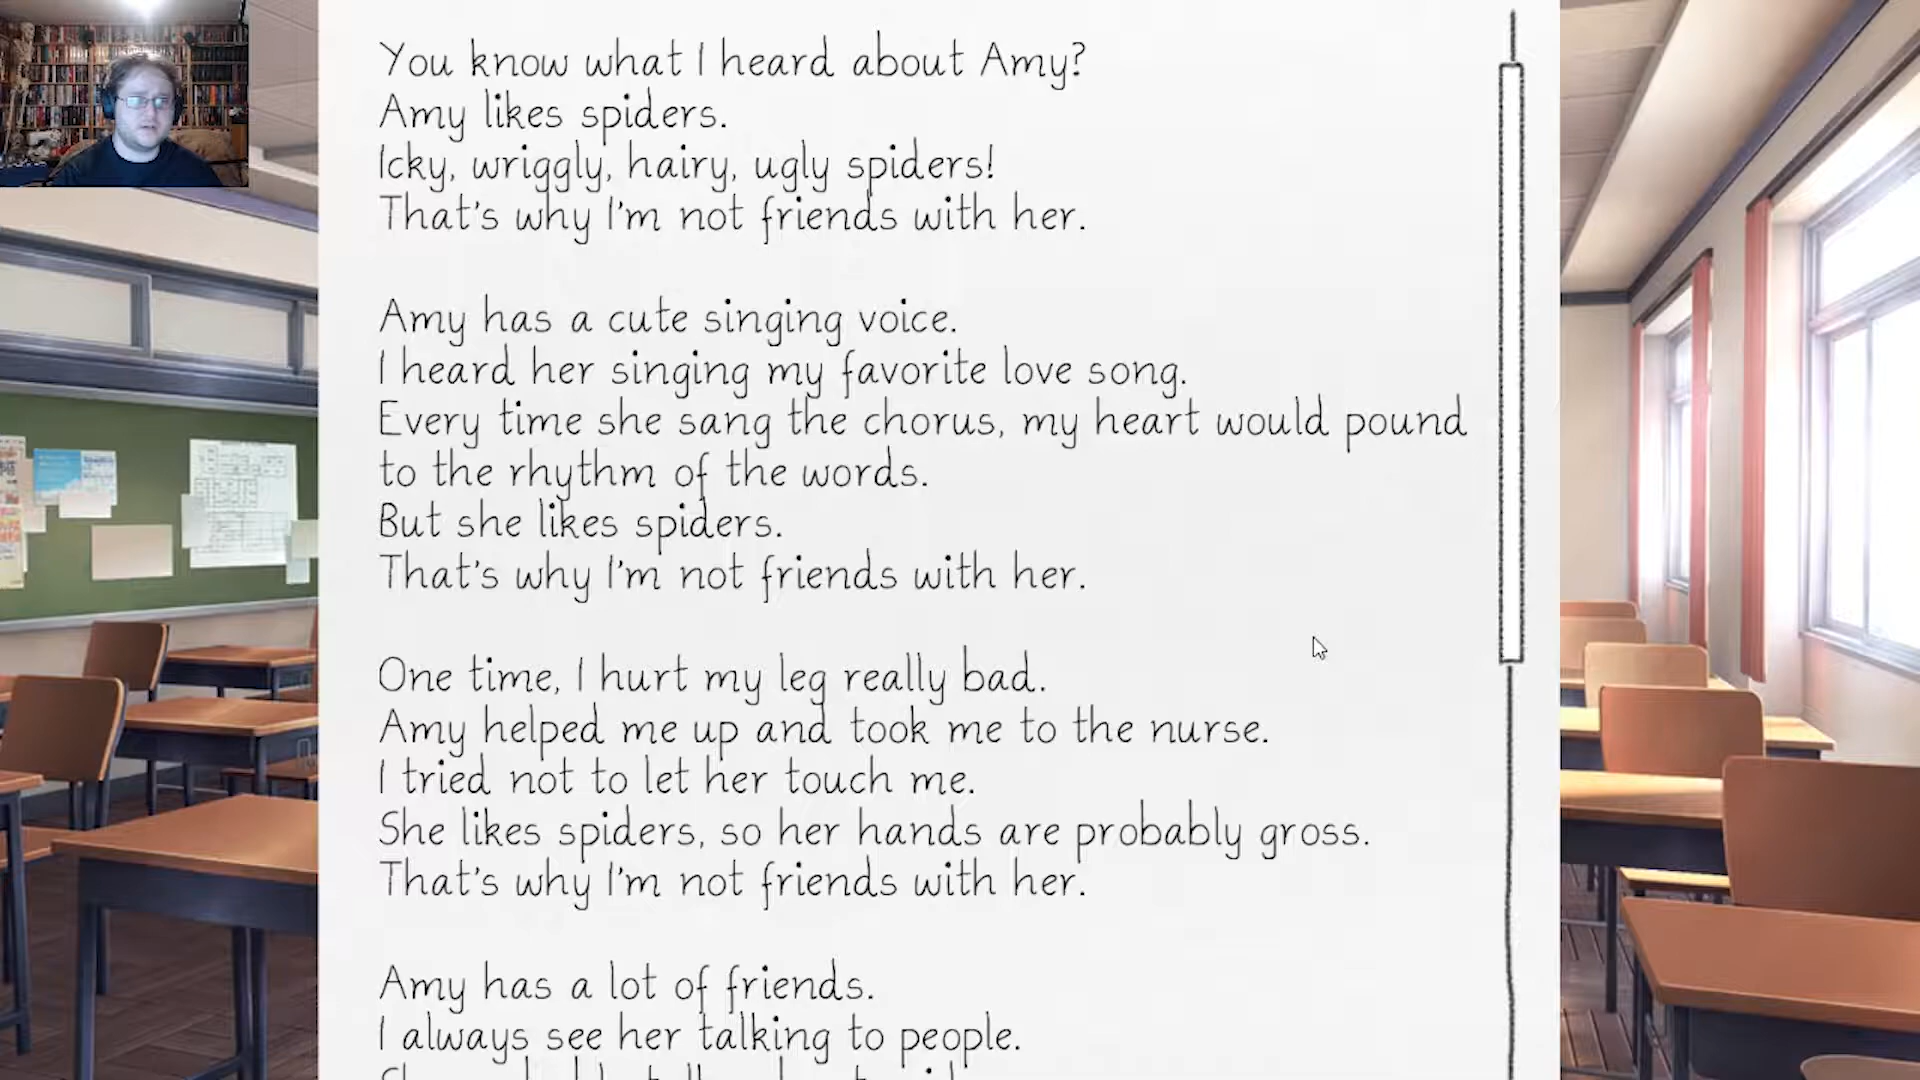 You know what I heard about Amy?
Amy likes spiders.
Icky, wriggly, hairy, ugly spiders!
That's why I'm not friends with her.
Amy has a cute singing voice.
I heard her singing my favorite love song.
Every time she sang the chorus, my heart would pound
to the rhythm of the words.
But she likes spiders.
That's why I'm not friends with her.
One time, I hurt my leg really bad.
Amy helped me up and took me to the nurse.
I tried not to let her touch me.
She likes spiders, so her hands are probably gross.
That's why I'm not friends with her.
Amy has a lot of friends.
I always see her talking to people.